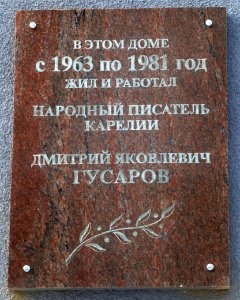 В ЭТОМ ДОМЕ
с 1963 по 1981 год
ЖИЛ И РАБОТАЛ
НАРОДНЫЙ ПИСАТЕЛЬ
КАРЕЛИИ
ДМИТРИЙ ЯКОВЛЕВИЧ
ГУСАРОВ